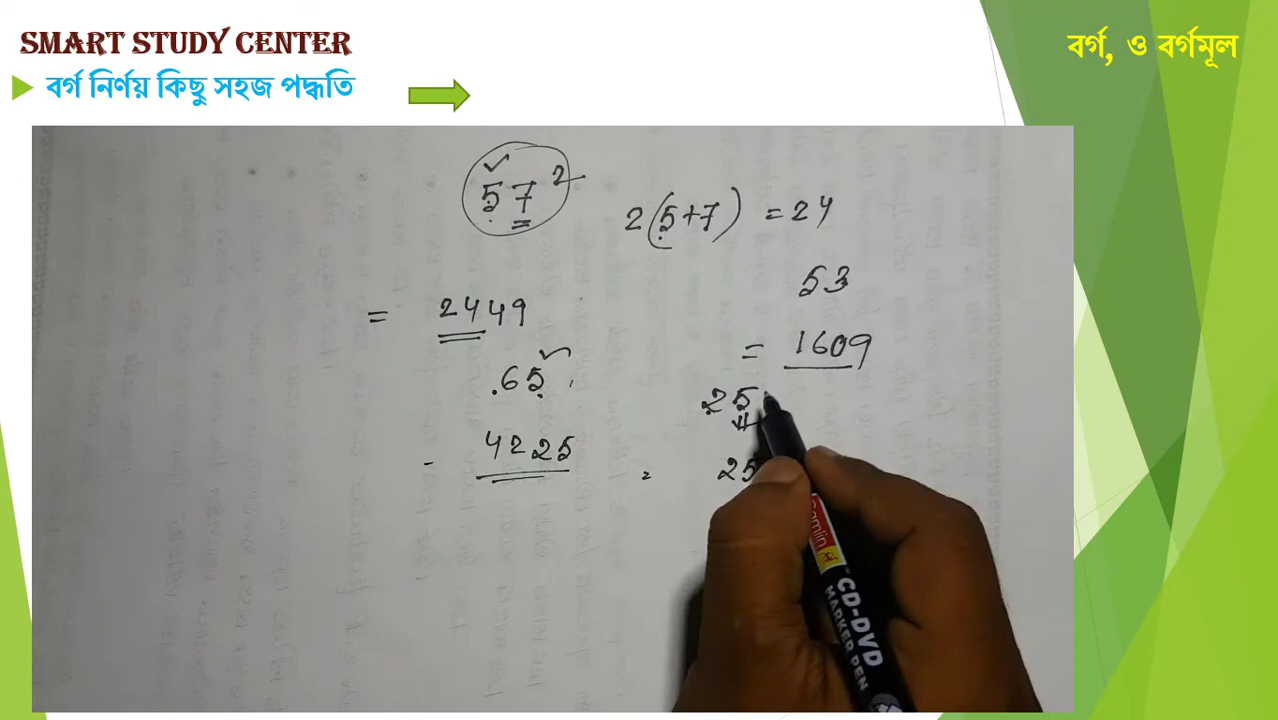 SMART STUDY CENTER
বর্গ, ও বর্গমূল
বর্গ নির্ণয় কিছু সহজ পদ্ধতি
57²
2(5+7) = 24
53
= 2449
= 1609
.65
25
4225
= 25
Camlin
CD-DVD
MARKER PEN